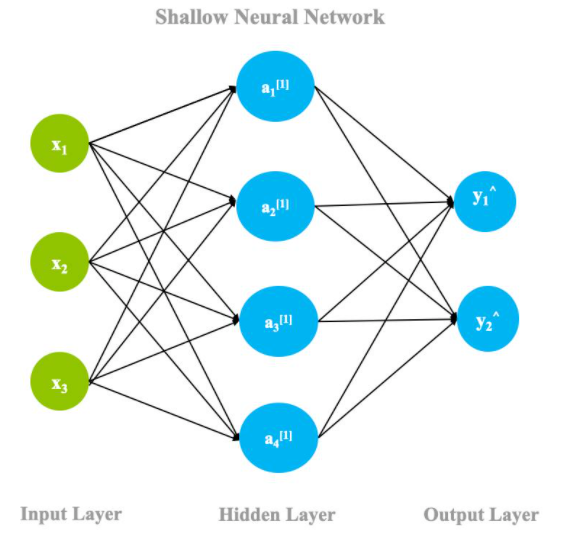 Shallow Neural Network
a₁[1]
x₁
a₂[1]
y₁^
x₂
a₃[1]
y₂^
x₃
a₄[1]
Input Layer
Hidden Layer
Output Layer